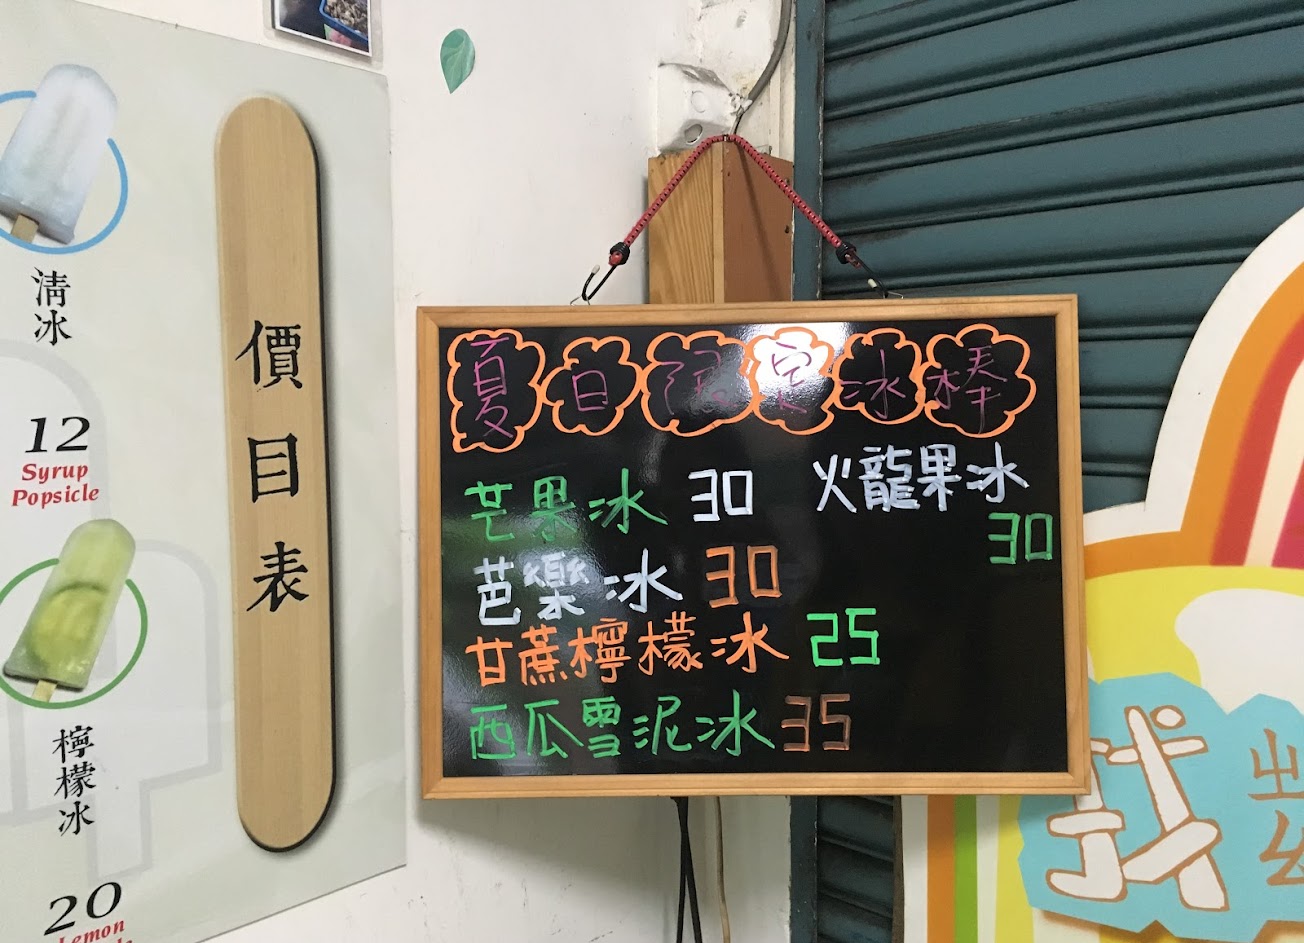 清冰
12
Syrup
Popsicle
檸檬冰
20
Lemon
價目表
夏日限定冰棒
芒果冰 30
火龍果冰
30
芭樂冰 30
甘蔗檸檬冰 25
西瓜雪泥冰 35
我